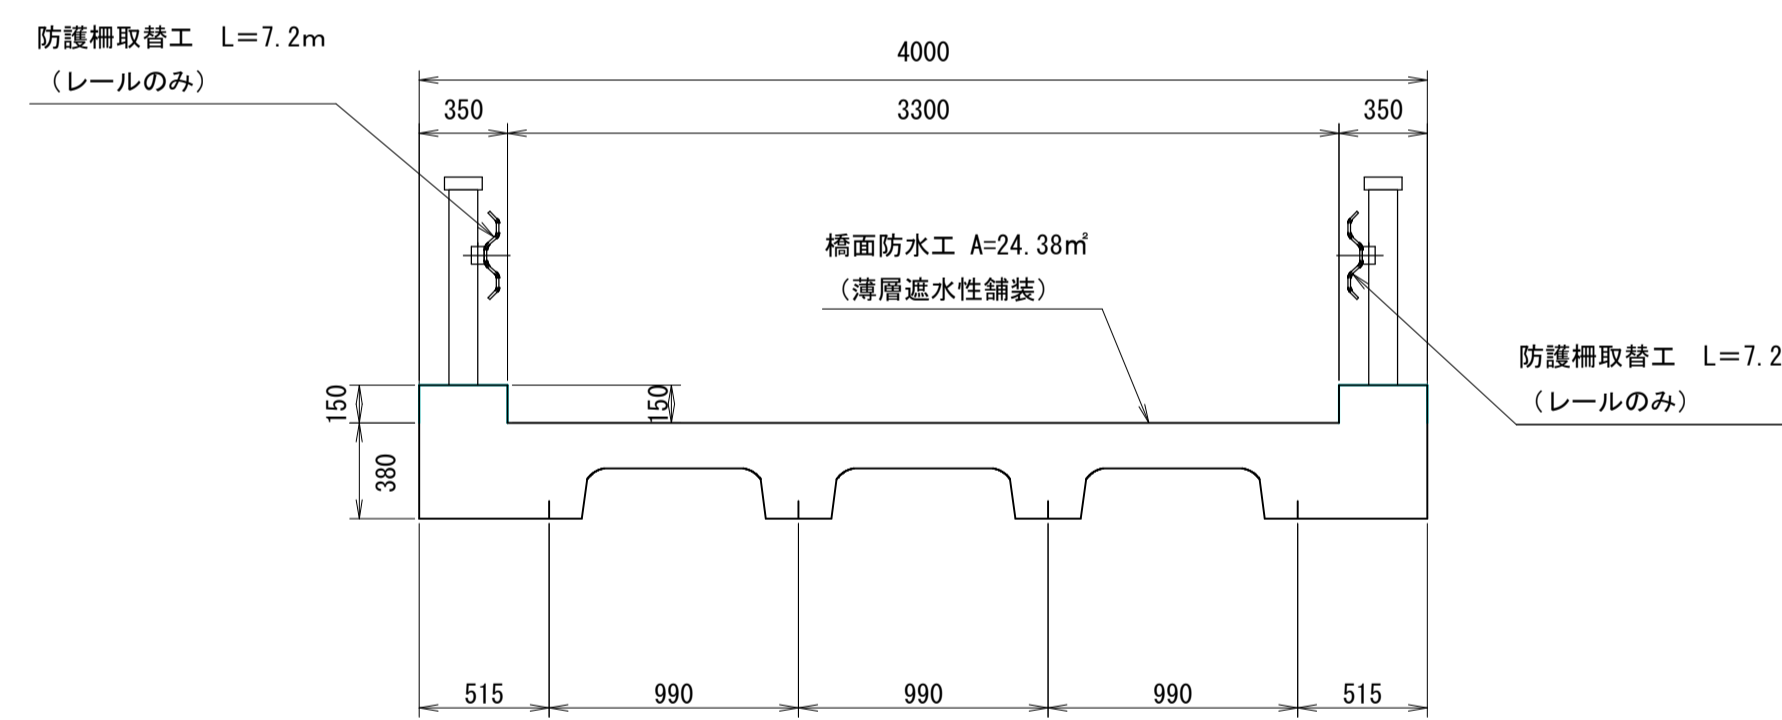 防護柵取替工　L＝7.2m
（レールのみ）
4000
350
3300
350
橋面防水工 A=24.38㎡
（薄層遮水性舗装）
防護柵取替工　L＝7.2
（レールのみ）
150
150
380
515
990
990
990
515